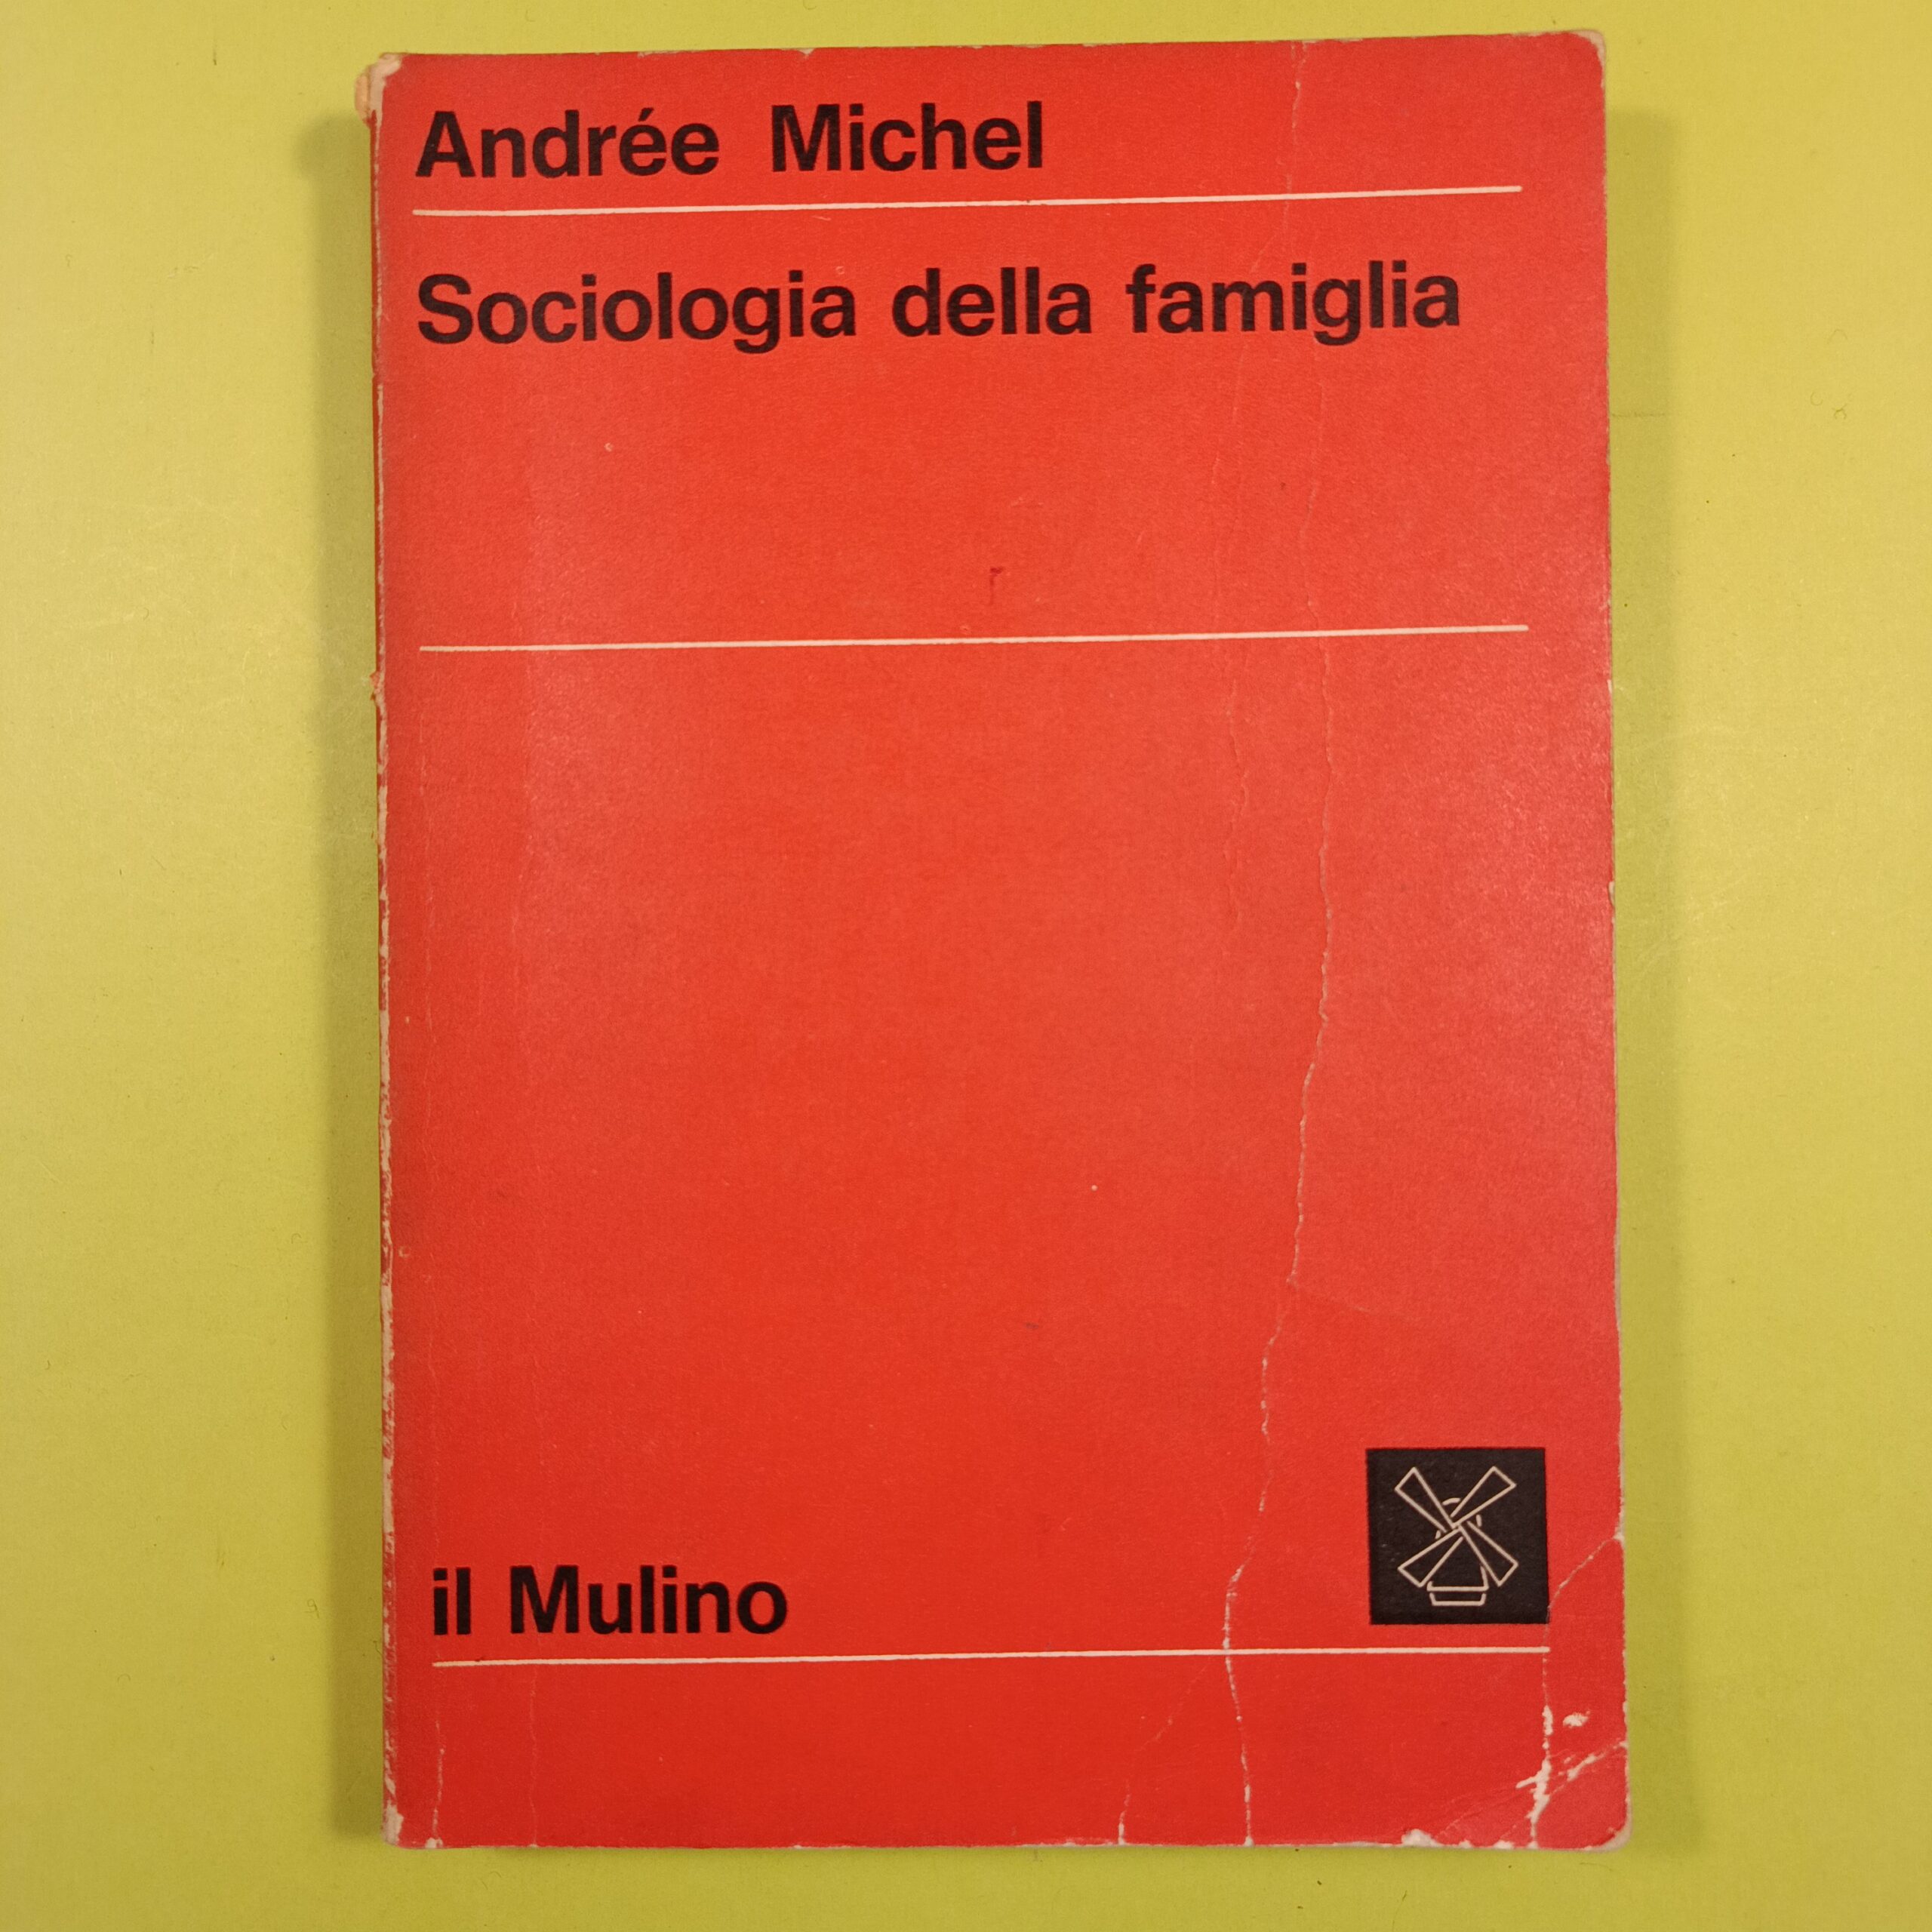 Andrée Michel
Sociologia della famiglia
il Mulino